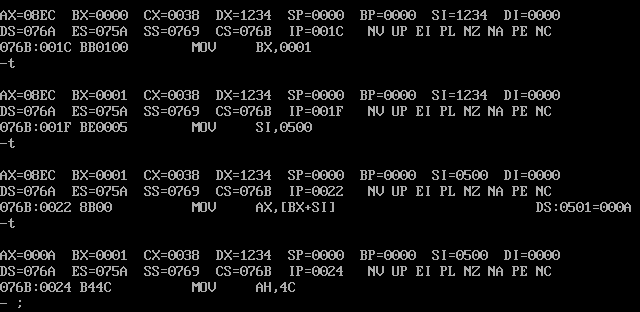 AX=08EC  BX=0000  CX=0038  DX=1234  SP=0000  BP=0000  SI=1234  DI=0000
DS=076A  ES=075A  SS=0769  CS=076B  IP=001C   NV UP EI PL NZ NA PE NC
076B:001C BB0100        MOV     BX,0001
-t
AX=08EC  BX=0001  CX=0038  DX=1234  SP=0000  BP=0000  SI=1234  DI=0000
DS=076A  ES=075A  SS=0769  CS=076B  IP=001F   NV UP EI PL NZ NA PE NC
076B:001F BE0005        MOV     SI,0500
-t
AX=08EC  BX=0001  CX=0038  DX=1234  SP=0000  BP=0000  SI=0500  DI=0000
DS=076A  ES=075A  SS=0769  CS=076B  IP=0022   NV UP EI PL NZ NA PE NC
076B:0022 8B00          MOV     AX,[BX+SI]                         DS:0501=000A
-t
AX=000A  BX=0001  CX=0038  DX=1234  SP=0000  BP=0000  SI=0500  DI=0000
DS=076A  ES=075A  SS=0769  CS=076B  IP=0024   NV UP EI PL NZ NA PE NC
076B:0024 B44C          MOV     AH,4C
- ;